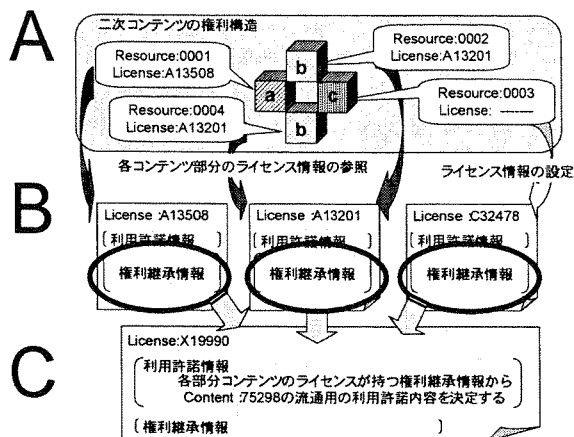 A
二次コンテンツの権利構造
Resource:0001
License:A13508
Resource:0002
License:A13201
b
a
c
Resource:0003
License: ―――
Resource:0004
License:A13201
b
各コンテンツ部分のライセンス情報の参照
ライセンス情報の設定
B
License :A13508
利用許諾情報
権利継承情報
License :A13201
利用許諾情報
権利継承情報
License :C32478
利用許諾情報
権利継承情報
C
License:X19990
利用許諾情報
各部分コンテンツのライセンスが持つ権利継承情報から
Content :75298の流通用の利用許諾内容を決定する
権利継承情報